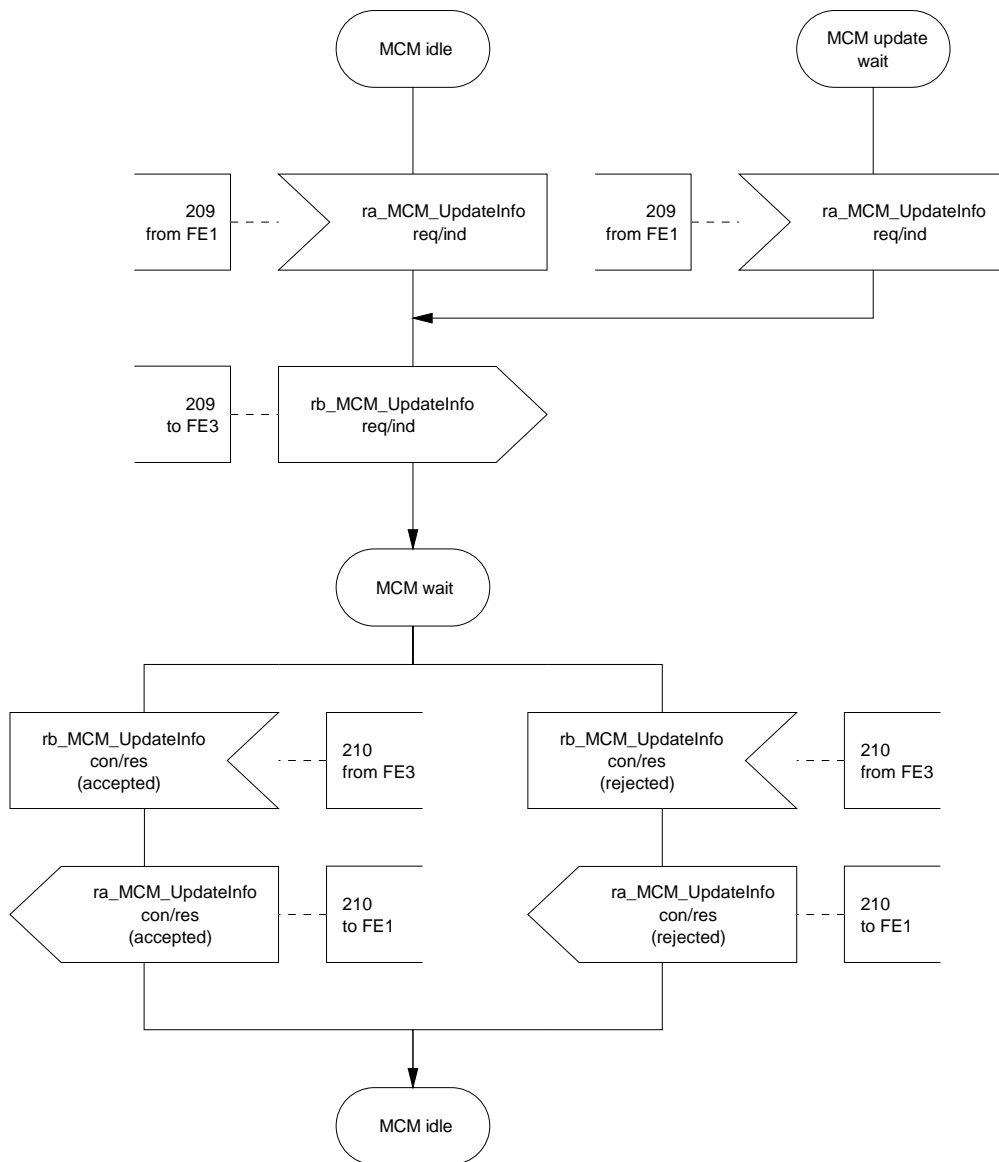 MCM idle
MCM update
wait
209
from FE1
ra_MCM_UpdateInfo
req/ind
209
from FE1
ra_MCM_UpdateInfo
req/ind
209
to FE3
rb_MCM_UpdateInfo
req/ind
MCM wait
rb_MCM_UpdateInfo
con/res
(accepted)
210
from FE3
rb_MCM_UpdateInfo
con/res
(rejected)
210
from FE3
ra_MCM_UpdateInfo
con/res
(accepted)
210
to FE1
ra_MCM_UpdateInfo
con/res
(rejected)
210
to FE1
MCM idle